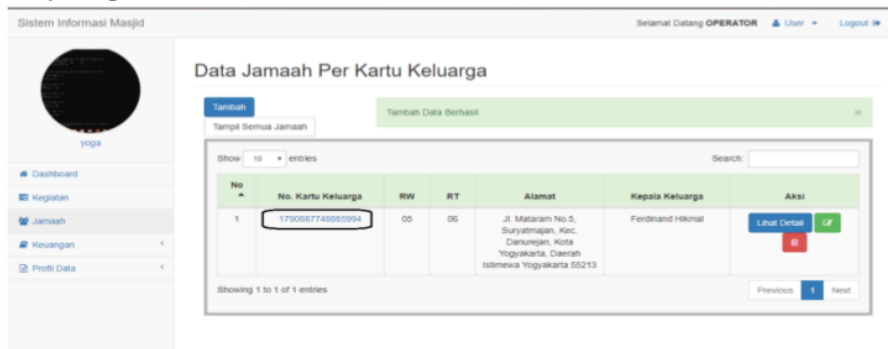 Sistem Informasi Masjid
Selamat Datang OPERATOR User Logout
yoga
Dashboard
Kegiatan
Jamaah
Keuangan
Profil Data
Data Jamaah Per Kartu Keluarga
Tambah
Tampil Semua Jamaah
Tambah Data Berhasil ×
Show 10 entries
Search:
No No. Kartu Keluarga RW RT Alamat Kepala Keluarga Aksi
1 1790887748885994 05 06 Jl. Mataram No.5, Ferdinand Hikmal Lihat Detail
Suryatmajan, Kec.
Danurejan, Kota
Yogyakarta, Daerah
Istimewa Yogyakarta 55213
Showing 1 to 1 of 1 entries
Previous 1 Next